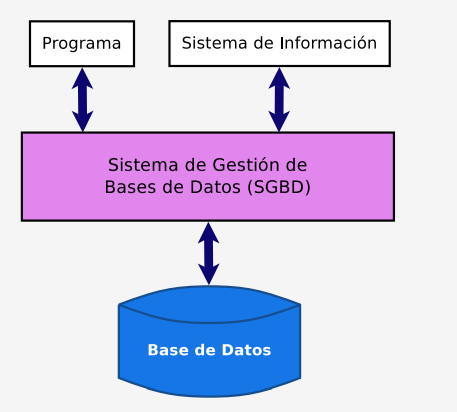 Programa
Sistema de Información
Sistema de Gestión de
Bases de Datos (SGBD)
Base de Datos